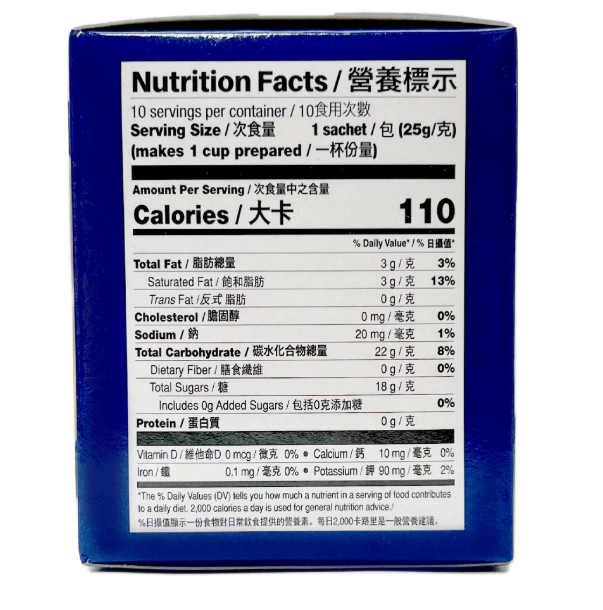 Nutrition Facts / 營養標示
10 servings per container / 10食用次數
Serving Size / 次食量 1 sachet / 包 (25g/克)
(makes 1 cup prepared / 一杯份量)
Amount Per Serving / 次食量中之含量
Calories / 大卡 110
% Daily Value* / % 日攝值*
Total Fat / 脂肪總量 3 g / 克 3%
Saturated Fat / 飽和脂肪 3 g / 克 13%
Trans Fat /反式 脂肪 0 g / 克
Cholesterol / 膽固醇 0 mg / 毫克 0%
Sodium / 鈉 20 mg / 毫克 1%
Total Carbohydrate / 碳水化合物總量 22 g / 克 8%
Dietary Fiber / 膳食纖維 0 g / 克 0%
Total Sugars / 糖 18 g / 克
Includes 0g Added Sugars / 包括0克添加糖 0%
Protein / 蛋白質 0 g / 克
Vitamin D / 維他命D 0 mcg / 微克 0% • Calcium / 鈣 10 mg / 毫克 0%
Iron / 鐵 0.1 mg / 毫克 0% • Potassium / 鉀 90 mg / 毫克 2%
*The % Daily Values (DV) tells you how much a nutrient in a serving of food contributes
to a daily diet. 2,000 calories a day is used for general nutrition advice./
%日攝值顯示一份食物對日常飲食提供的營養素。每日2,000卡路里是一般營養建議。